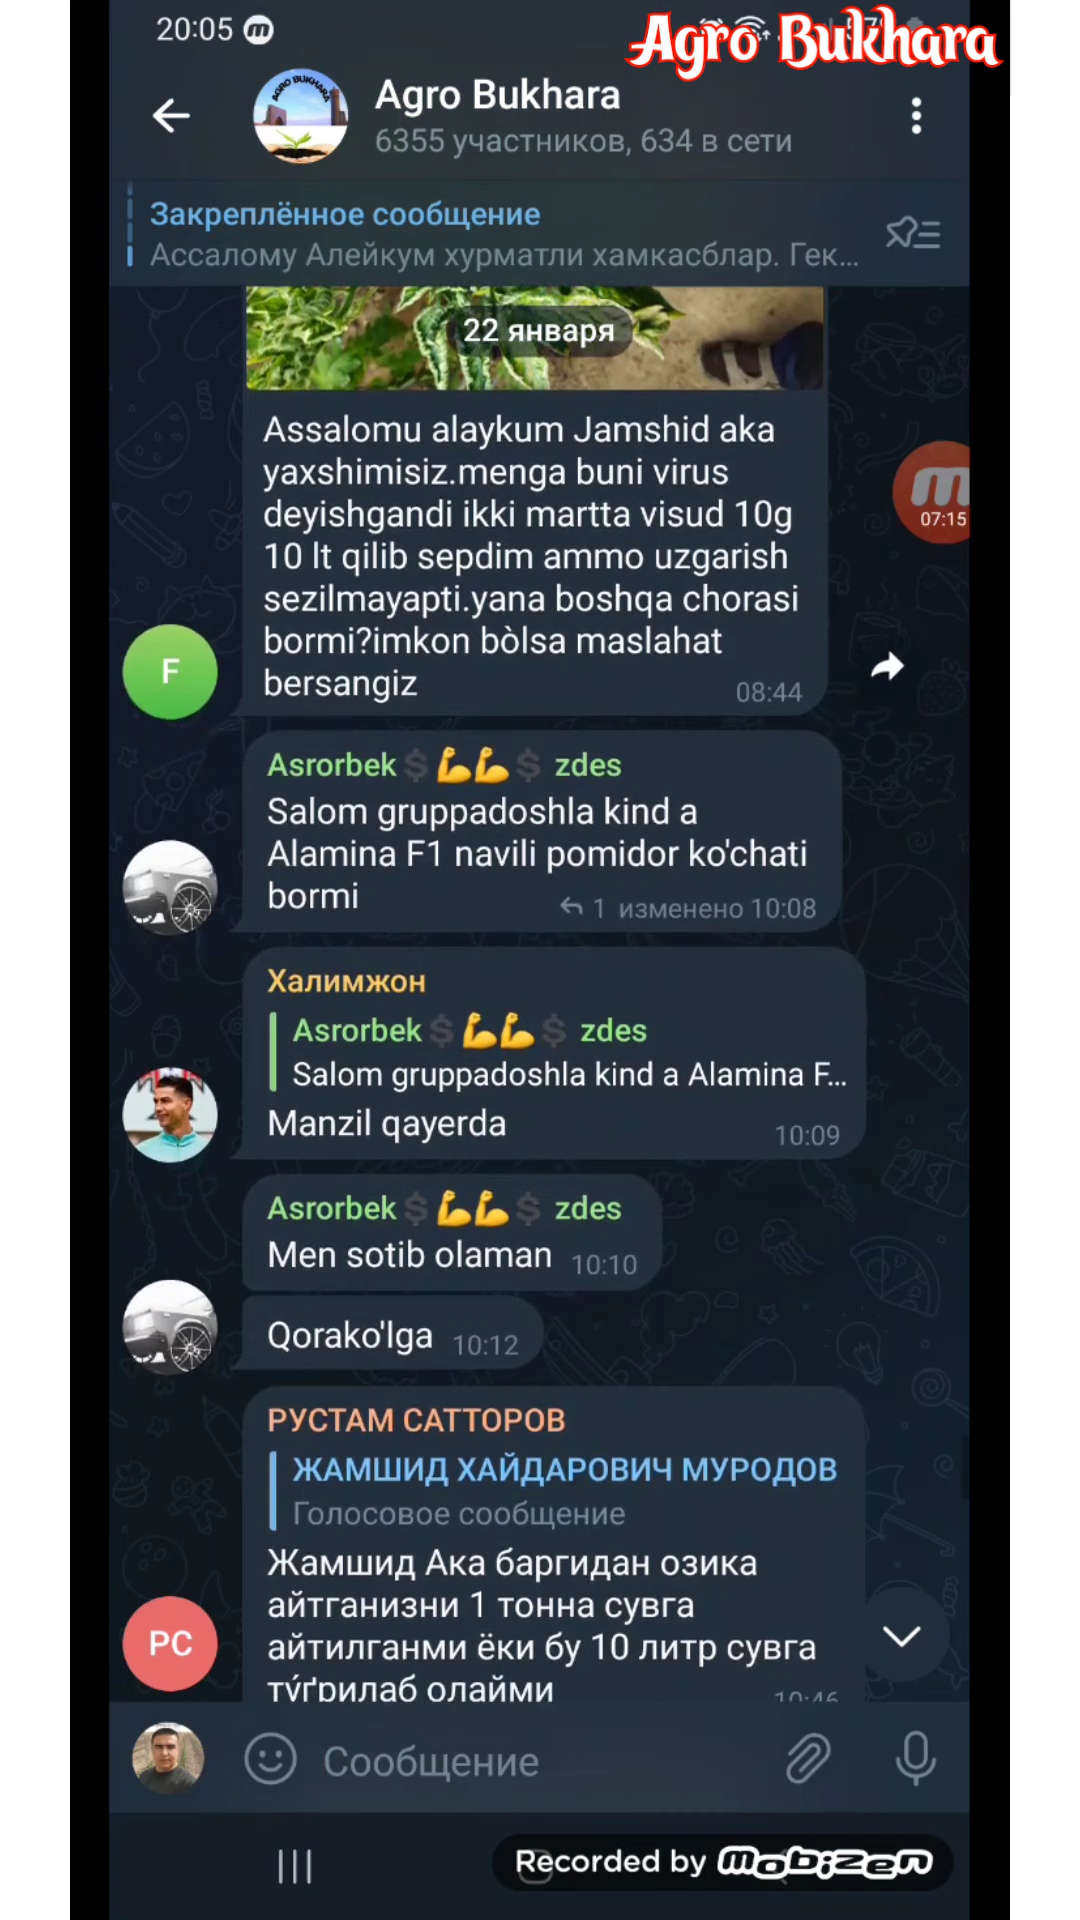 20:05
Agro Bukhara
Agro Bukhara
6355 участников, 634 в сети
Закреплённое сообщение
Ассалому Алейкум хурматли хамкасблар. Гек...
22 января
Assalomu alaykum Jamshid aka
yaxshimisiz.menga buni virus
deyishgandi ikki martta visud 10g
10 lt qilib sepdim ammo uzgarish
sezilmayapti.yana boshqa chorasi
bormi?imkon bòlsa maslahat
bersangiz
08:44
07:15
F
Asrorbek $💪💪$ zdes
Salom gruppadoshla kind a
Alamina F1 navili pomidor ko'chati
bormi
1 изменено 10:08
Халимжон
Asrorbek $💪💪$ zdes
Salom gruppadoshla kind a Alamina F...
Manzil qayerda
10:09
Asrorbek $💪💪$ zdes
Men sotib olaman 10:10
Qorako'lga 10:12
РУСТАМ САТТОРОВ
ЖАМШИД ХАЙДАРОВИЧ МУРОДОВ
Голосовое сообщение
Жамшид Ака баргидан озика
айтганизни 1 тонна сувга
айтилганми ёки бу 10 литр сувга
тўғрилаб олайми
10:46
РС
Сообщение
Recorded by mobizen